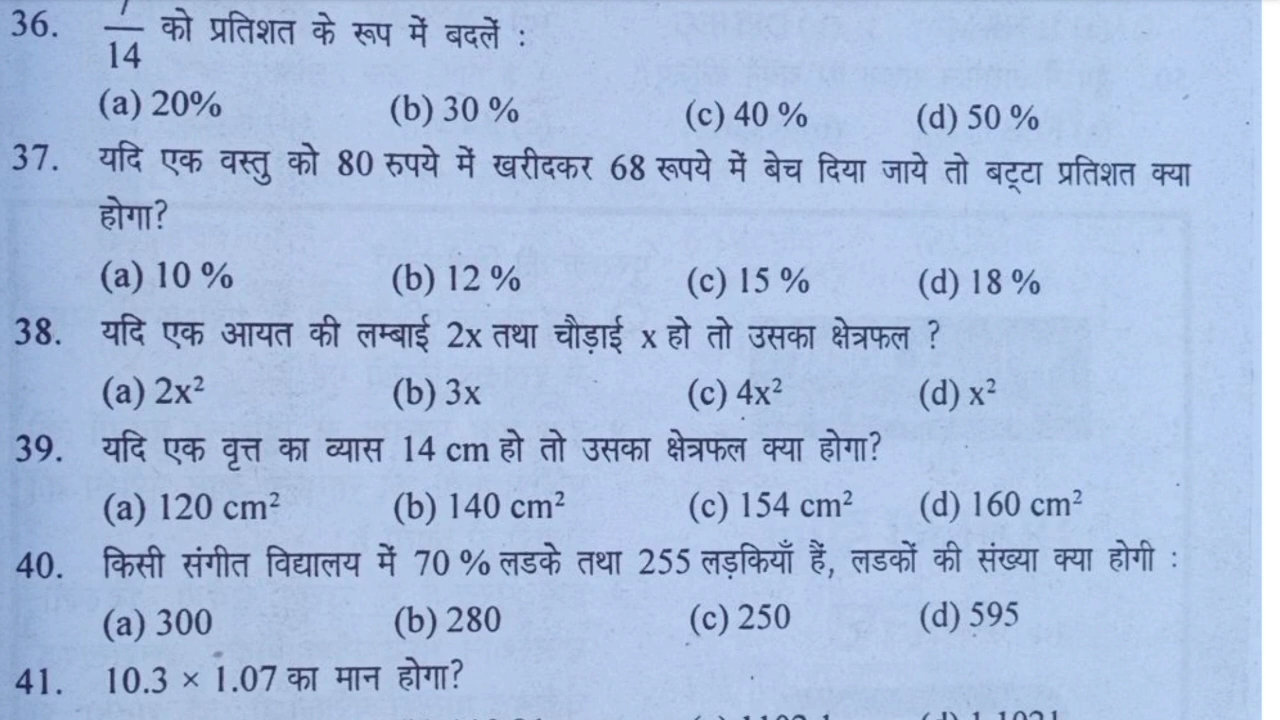 36. /14 को प्रतिशत के रूप में बदलें :
(a) 20% (b) 30 % (c) 40 % (d) 50 %
37. यदि एक वस्तु को 80 रुपये में खरीदकर 68 रूपये में बेच दिया जाये तो बट्टा प्रतिशत क्या
होगा?
(a) 10 % (b) 12 % (c) 15 % (d) 18 %
38. यदि एक आयत की लम्बाई 2x तथा चौड़ाई x हो तो उसका क्षेत्रफल ?
(a) 2x² (b) 3x (c) 4x² (d) x²
39. यदि एक वृत्त का व्यास 14 cm हो तो उसका क्षेत्रफल क्या होगा?
(a) 120 cm² (b) 140 cm² (c) 154 cm² (d) 160 cm²
40. किसी संगीत विद्यालय में 70 % लडके तथा 255 लड़कियाँ हैं, लडकों की संख्या क्या होगी :
(a) 300 (b) 280 (c) 250 (d) 595
41. 10.3 × 1.07 का मान होगा?